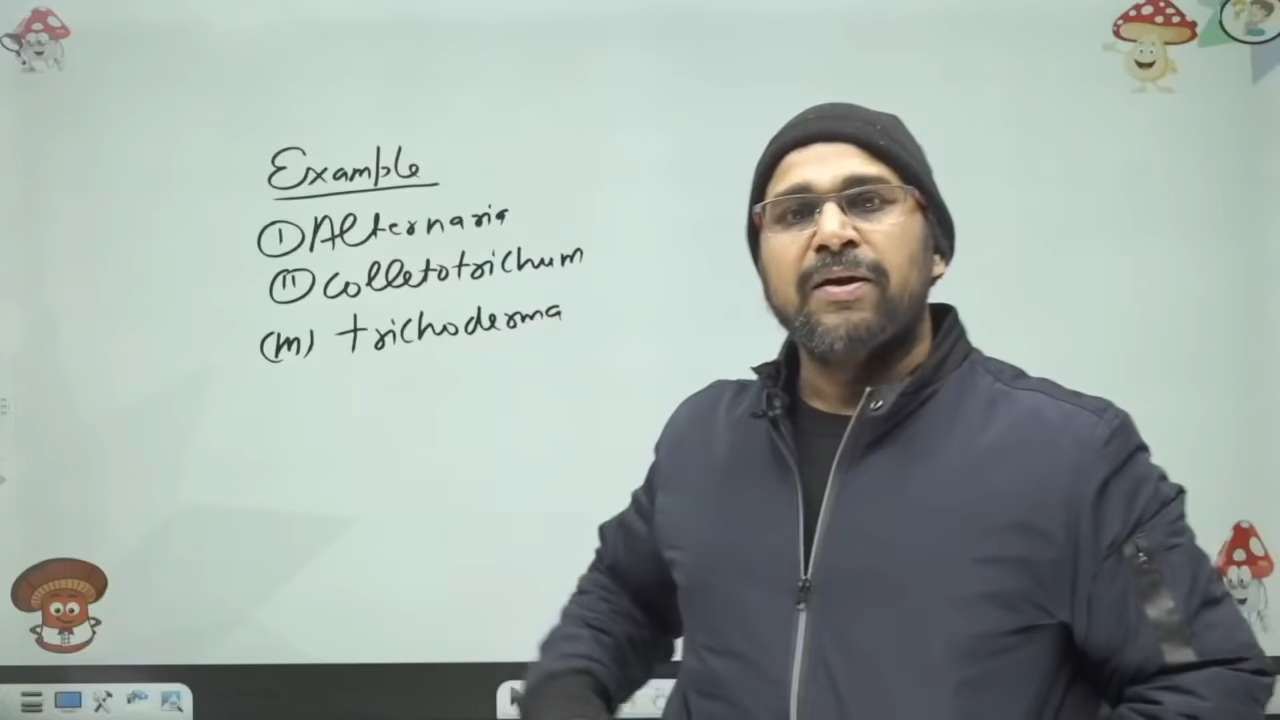 Example
(i) Alternaria
(ii) Colletotrichum
(iii) trichoderma